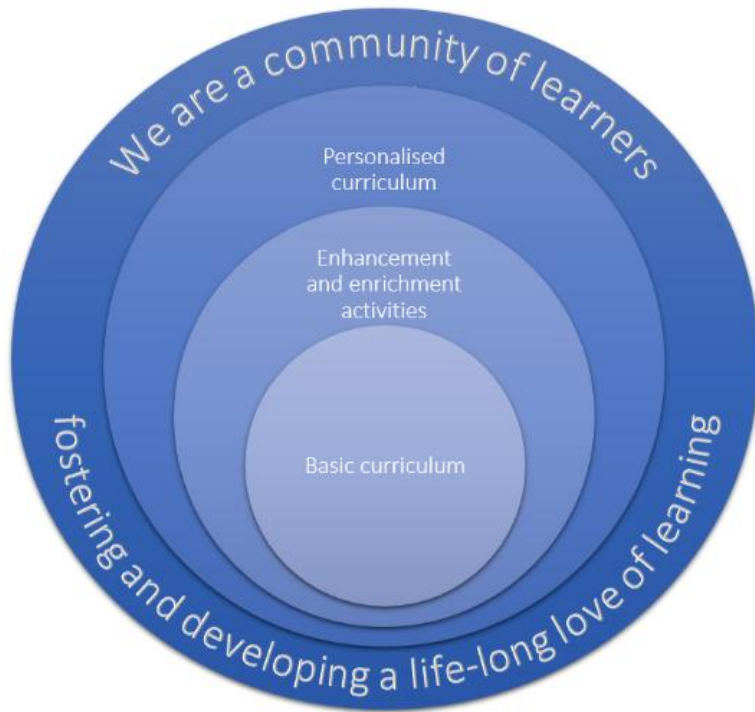 We are a community of learners
Personalised
curriculum
Enhancement
and enrichment
activities
Basic curriculum
fostering and developing a life-long love of learning